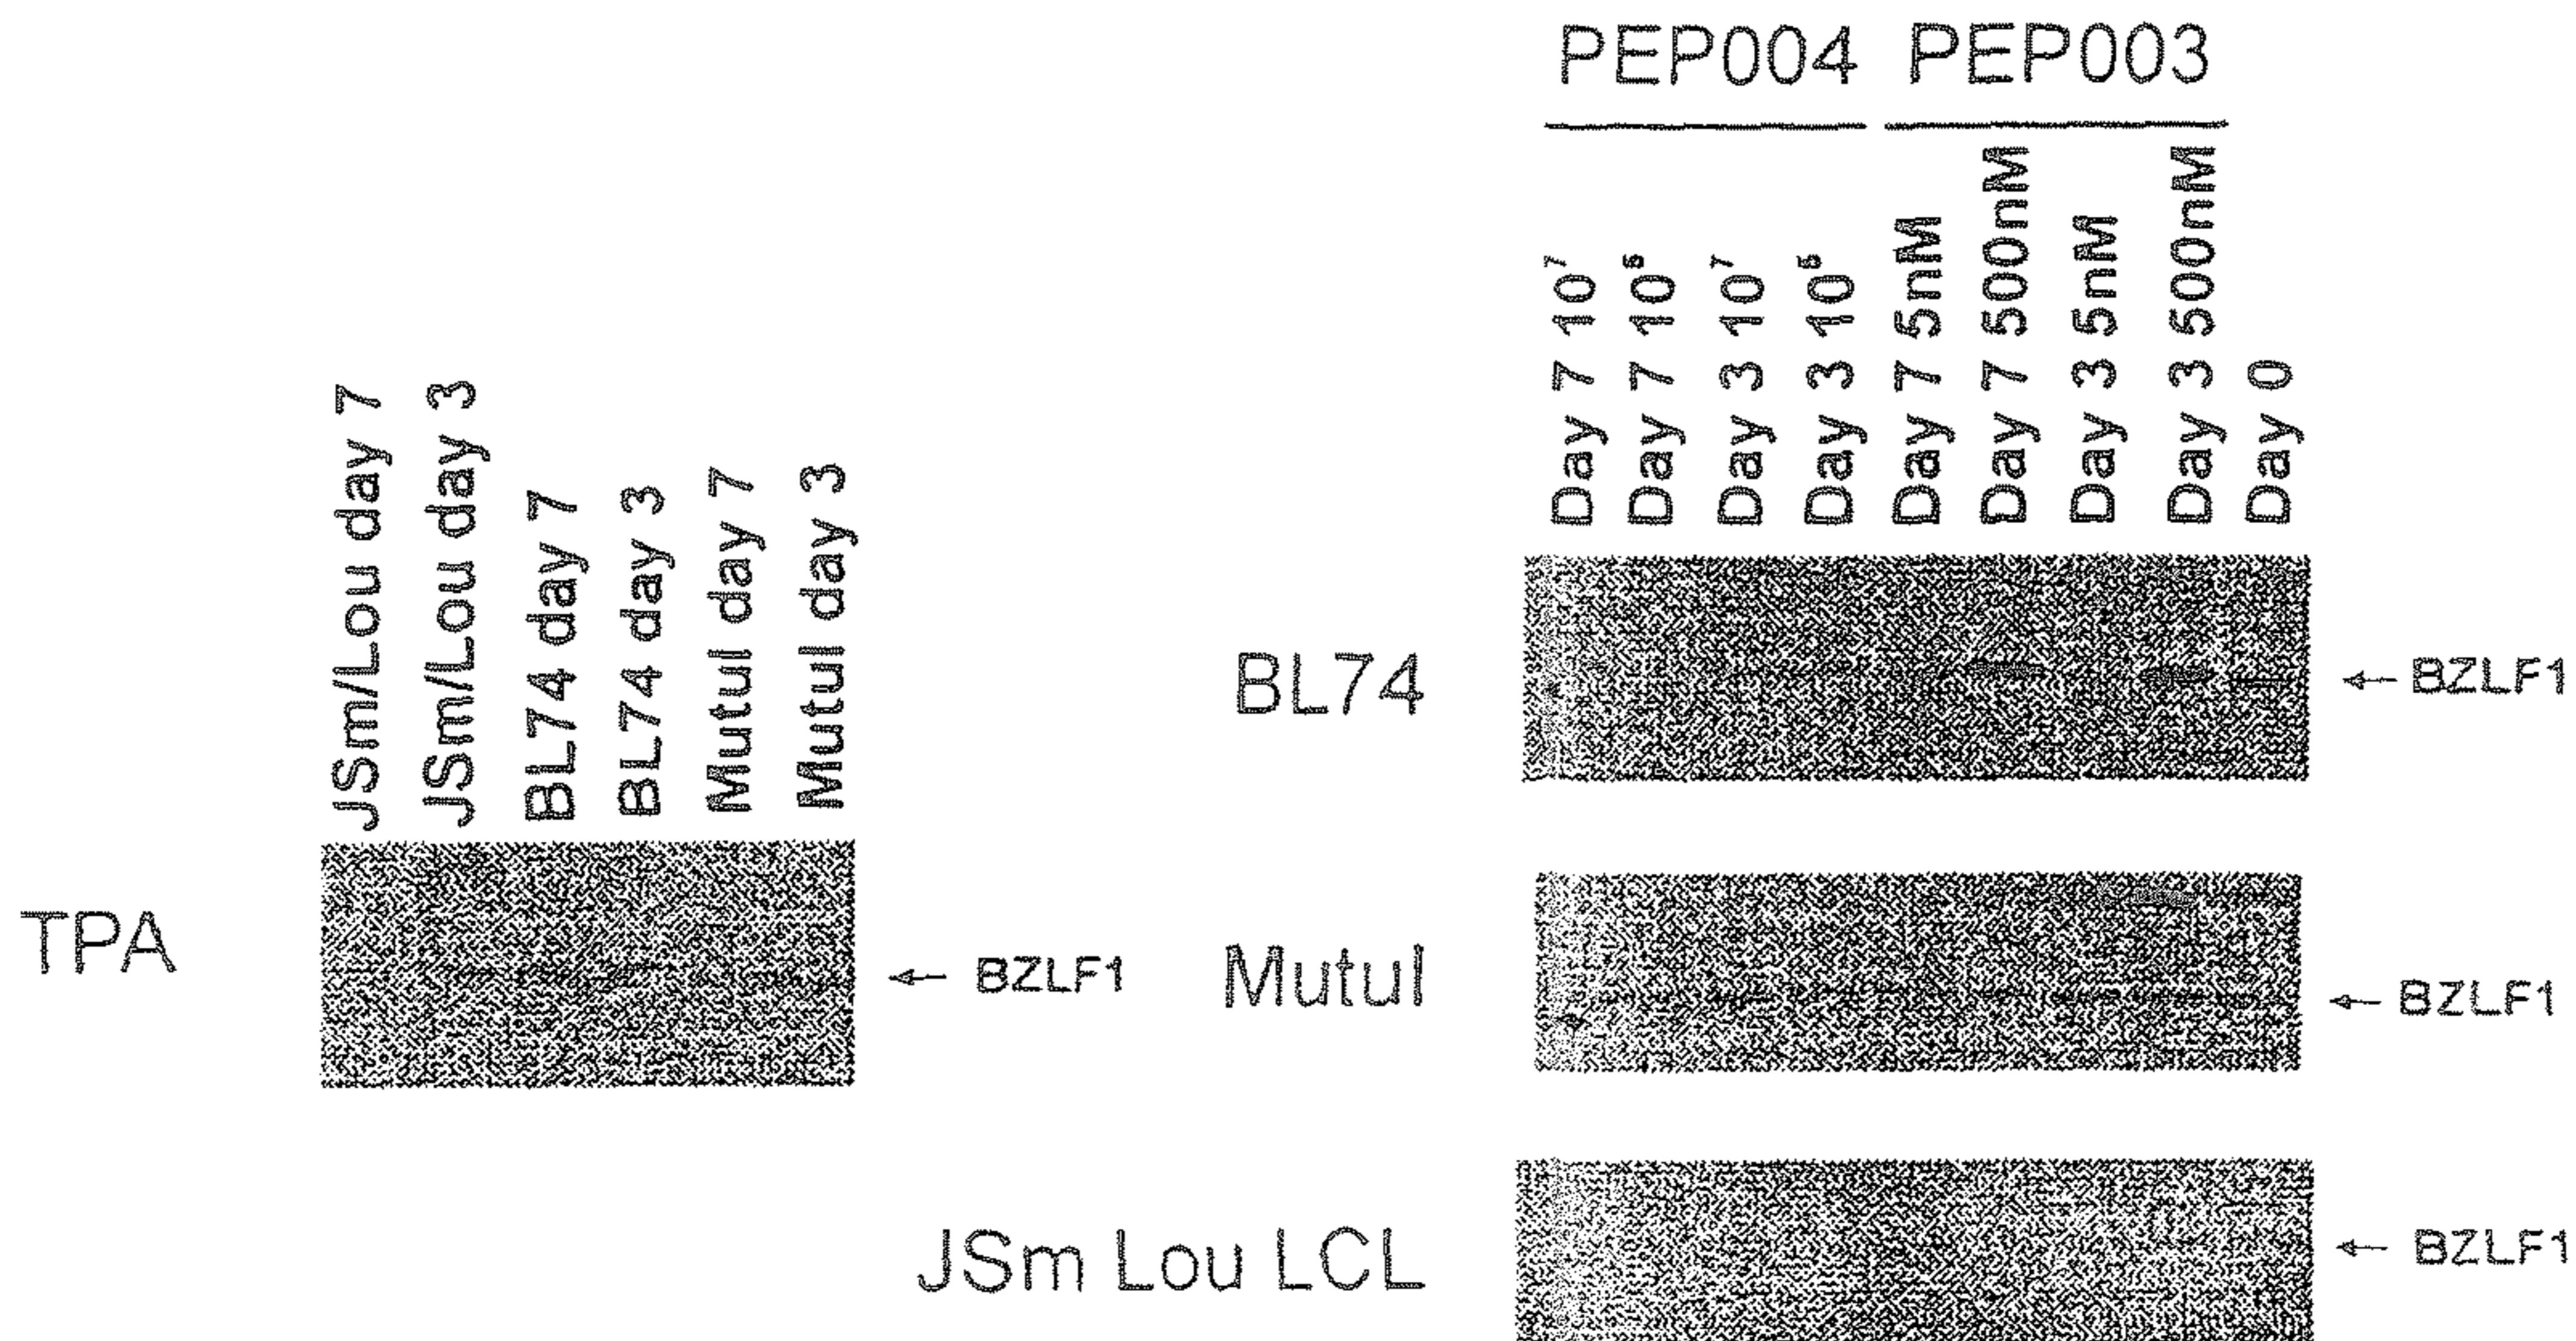 PEP004 PEP003
Day 7 10⁷
Day 7 10⁵
Day 3 10⁷
Day 3 10⁵
Day 7 5nM
Day 7 500nM
Day 3 5nM
Day 3 500nM
Day 0
JSm/Lou day 7
JSm/Lou day 3
BL74 day 7
BL74 day 3
Mutul day 7
Mutul day 3
BL74 BZLF1
TPA BZLF1
Mutul BZLF1
JSm Lou LCL BZLF1